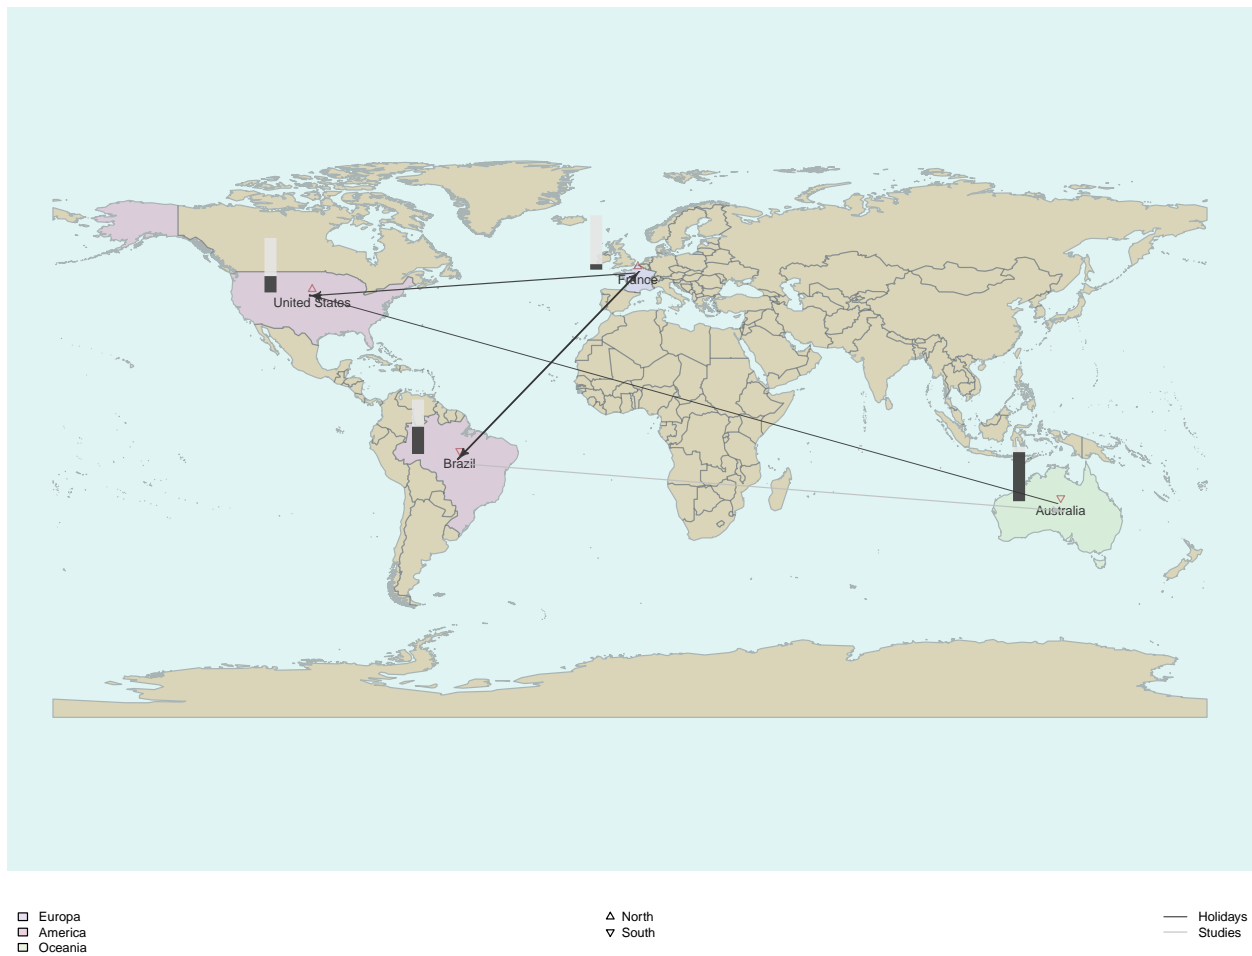 France
United States
Brazil
Australia
Europa
America
Oceania
North
South
Holidays
Studies